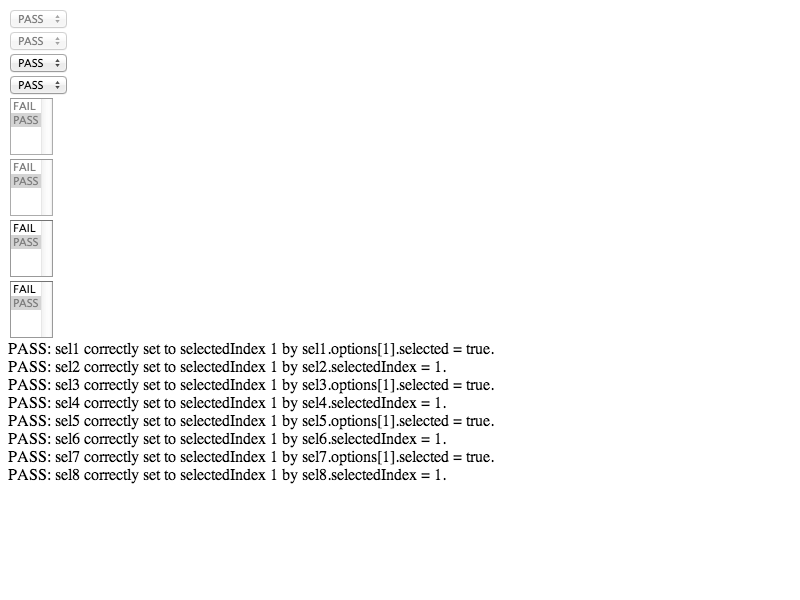 PASS
PASS
PASS
PASS
FAIL
PASS
FAIL
PASS
FAIL
PASS
FAIL
PASS
PASS: sel1 correctly set to selectedIndex 1 by sel1.options[1].selected = true.
PASS: sel2 correctly set to selectedIndex 1 by sel2.selectedIndex = 1.
PASS: sel3 correctly set to selectedIndex 1 by sel3.options[1].selected = true.
PASS: sel4 correctly set to selectedIndex 1 by sel4.selectedIndex = 1.
PASS: sel5 correctly set to selectedIndex 1 by sel5.options[1].selected = true.
PASS: sel6 correctly set to selectedIndex 1 by sel6.selectedIndex = 1.
PASS: sel7 correctly set to selectedIndex 1 by sel7.options[1].selected = true.
PASS: sel8 correctly set to selectedIndex 1 by sel8.selectedIndex = 1.